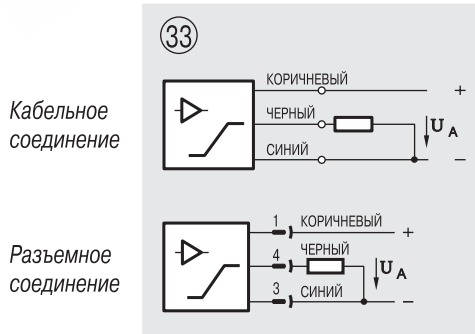 33
Кабельное
соединение
КОРИЧНЕВЫЙ
+
ЧЕРНЫЙ
U A
СИНИЙ
–
Разъемное
соединение
1 КОРИЧНЕВЫЙ
+
4 ЧЕРНЫЙ
U A
3 СИНИЙ
–